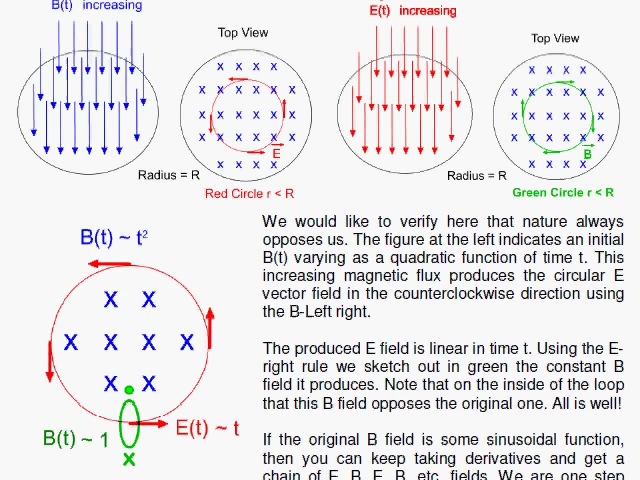 B(t) increasing
E(t) increasing
Top View
Top View
X X X X
X X X X
X X X X X X
X X X X X X
X X X X
X X X X
X X X X X X
X X X X X X
E
B
X X X X
X X X X
Radius = R
Radius = R
Red Circle r < R
Green Circle r < R
We would like to verify here that nature always
opposes us. The figure at the left indicates an initial
B(t) varying as a quadratic function of time t. This
increasing magnetic flux produces the circular E
vector field in the counterclockwise direction using
the B-Left right.
The produced E field is linear in time t. Using the E-
right rule we sketch out in green the constant B
field it produces. Note that on the inside of the loop
that this B field opposes the original one. All is well!
If the original B field is some sinusoidal function,
then you can keep taking derivatives and get a
chain of E, B, E, B, etc. fields. We are one step
B(t) ~ t²
X X
X X X X
X X
B(t) ~ 1
E(t) ~ t
X